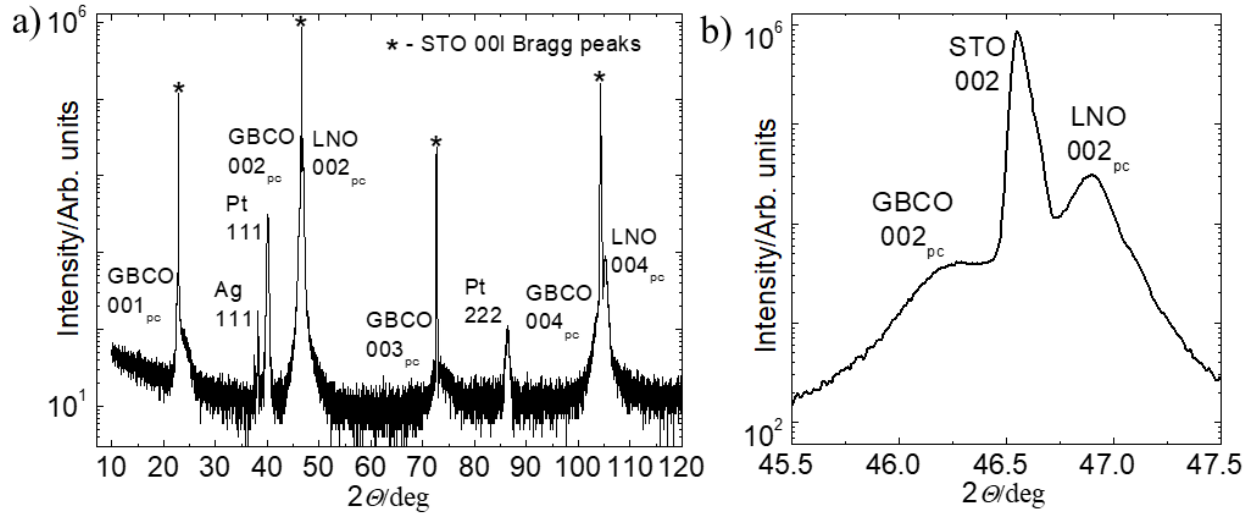 a)
10^6
* - STO 00l Bragg peaks
GBCO
002pc
LNO
002pc
Pt
111
GBCO
001pc
Ag
111
GBCO
003pc
Pt
222
GBCO
004pc
LNO
004pc
10^1
Intensity/Arb. units
10 20 30 40 50 60 70 80 90 100 110 120
2Θ/deg
b)
10^6
STO
002
LNO
002pc
GBCO
002pc
10^2
Intensity/Arb. units
45.5 46.0 46.5 47.0 47.5
2Θ/deg